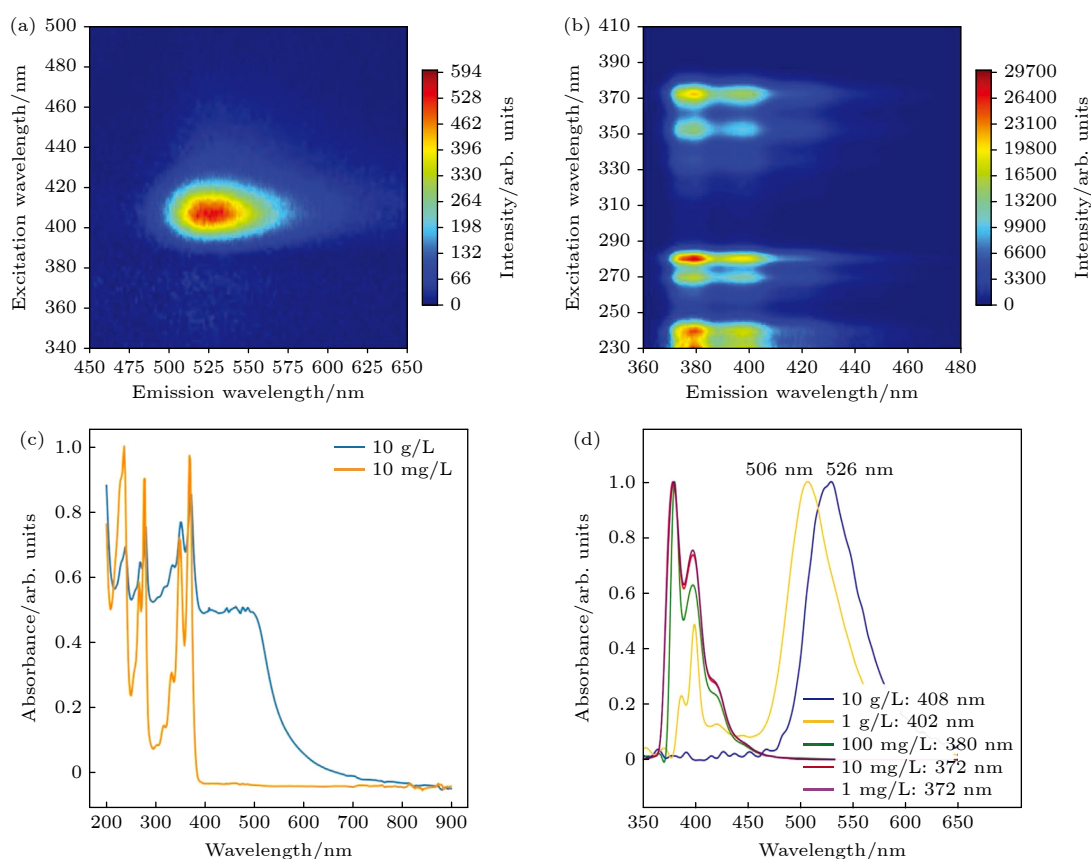 (a)
500
480
460
440
420
400
380
360
340
450 475 500 525 550 575 600 625 650
Emission wavelength/nm
Excitation wavelength/nm
594
528
462
396
330
264
198
132
66
0
Intensity/arb. units
(b)
410
390
370
350
330
310
290
270
250
230
360 380 400 420 440 460 480
Emission wavelength/nm
Excitation wavelength/nm
29700
26400
23100
19800
16500
13200
9900
6600
3300
0
Intensity/arb. units
(c)
1.0
0.8
0.6
0.4
0.2
0
200 300 400 500 600 700 800 900
Wavelength/nm
Absorbance/arb. units
10 g/L
10 mg/L
(d)
506 nm 526 nm
1.0
0.8
0.6
0.4
0.2
0
350 400 450 500 550 600 650
Wavelength/nm
Absorbance/arb. units
10 g/L: 408 nm
1 g/L: 402 nm
100 mg/L: 380 nm
10 mg/L: 372 nm
1 mg/L: 372 nm